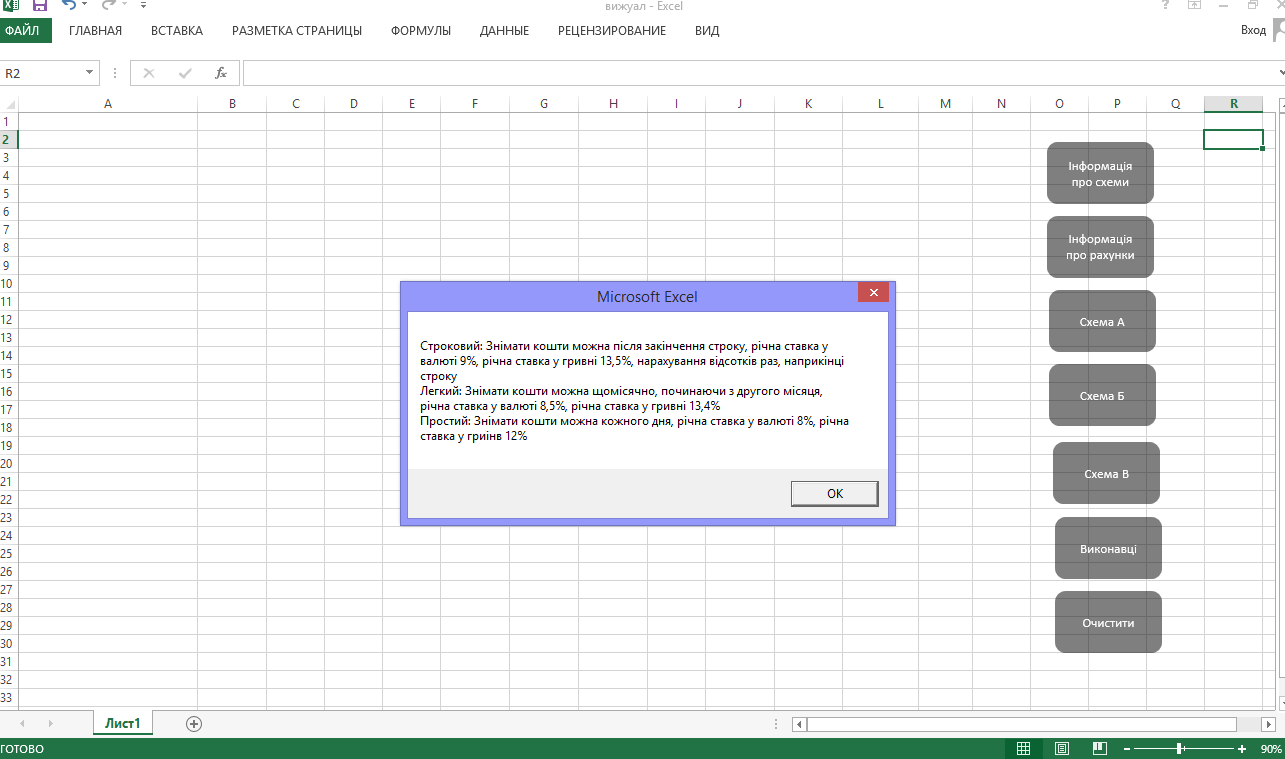 вижуал - Excel
ФАЙЛ ГЛАВНАЯ ВСТАВКА РАЗМЕТКА СТРАНИЦЫ ФОРМУЛЫ ДАННЫЕ РЕЦЕНЗИРОВАНИЕ ВИД Вход
R2 fx
A B C D E F G H I J K L M N O P Q R
1
2
3
4
5
6
7
8
9
10
11
12
13
14
15
16
17
18
19
20
21
22
23
24
25
26
27
28
29
30
31
32
33
Інформація
про схеми
Інформація
про рахунки
Схема А
Схема Б
Схема В
Виконавці
Очистити
Microsoft Excel
Строковий: Знімати кошти можна після закінчення строку, річна ставка у
валюті 9%, річна ставка у гривні 13,5%, нарахування відсотків раз, наприкінці
строку
Легкий: Знімати кошти можна щомісячно, починаючи з другого місяця,
річна ставка у валюті 8,5%, річна ставка у гривні 13,4%
Простий: Знімати кошти можна кожного дня, річна ставка у валюті 8%, річна
ставка у гриінв 12%
ОК
Лист1
ГОТОВО 90%